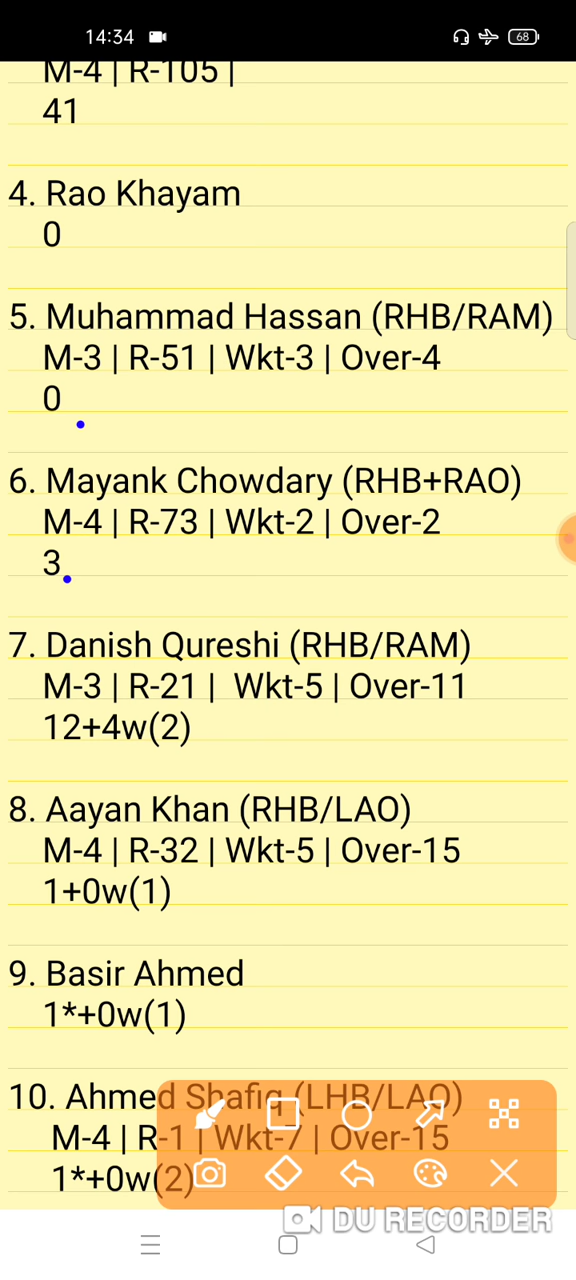 14:34
68
M-4 | R-105 |
41
4. Rao Khayam
0
5. Muhammad Hassan (RHB/RAM)
M-3 | R-51 | Wkt-3 | Over-4
0
6. Mayank Chowdary (RHB+RAO)
M-4 | R-73 | Wkt-2 | Over-2
3
7. Danish Qureshi (RHB/RAM)
M-3 | R-21 | Wkt-5 | Over-11
12+4w(2)
8. Aayan Khan (RHB/LAO)
M-4 | R-32 | Wkt-5 | Over-15
1+0w(1)
9. Basir Ahmed
1*+0w(1)
10. Ahmed Shafiq (LHB/LAO)
M-4 | R-1 | Wkt-7 | Over-15
1*+0w(2)
DU RECORDER